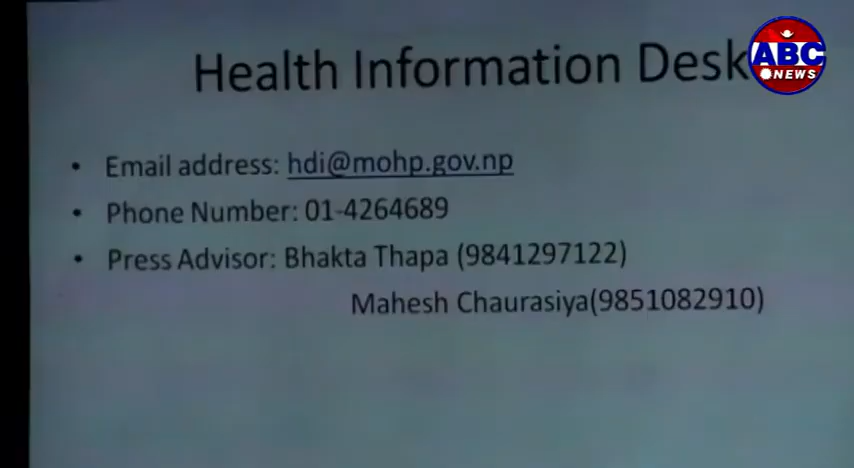 Health Information Desk
ABC
NEWS
• Email address: hdi@mohp.gov.np
• Phone Number: 01-4264689
• Press Advisor: Bhakta Thapa (9841297122)
Mahesh Chaurasiya(9851082910)